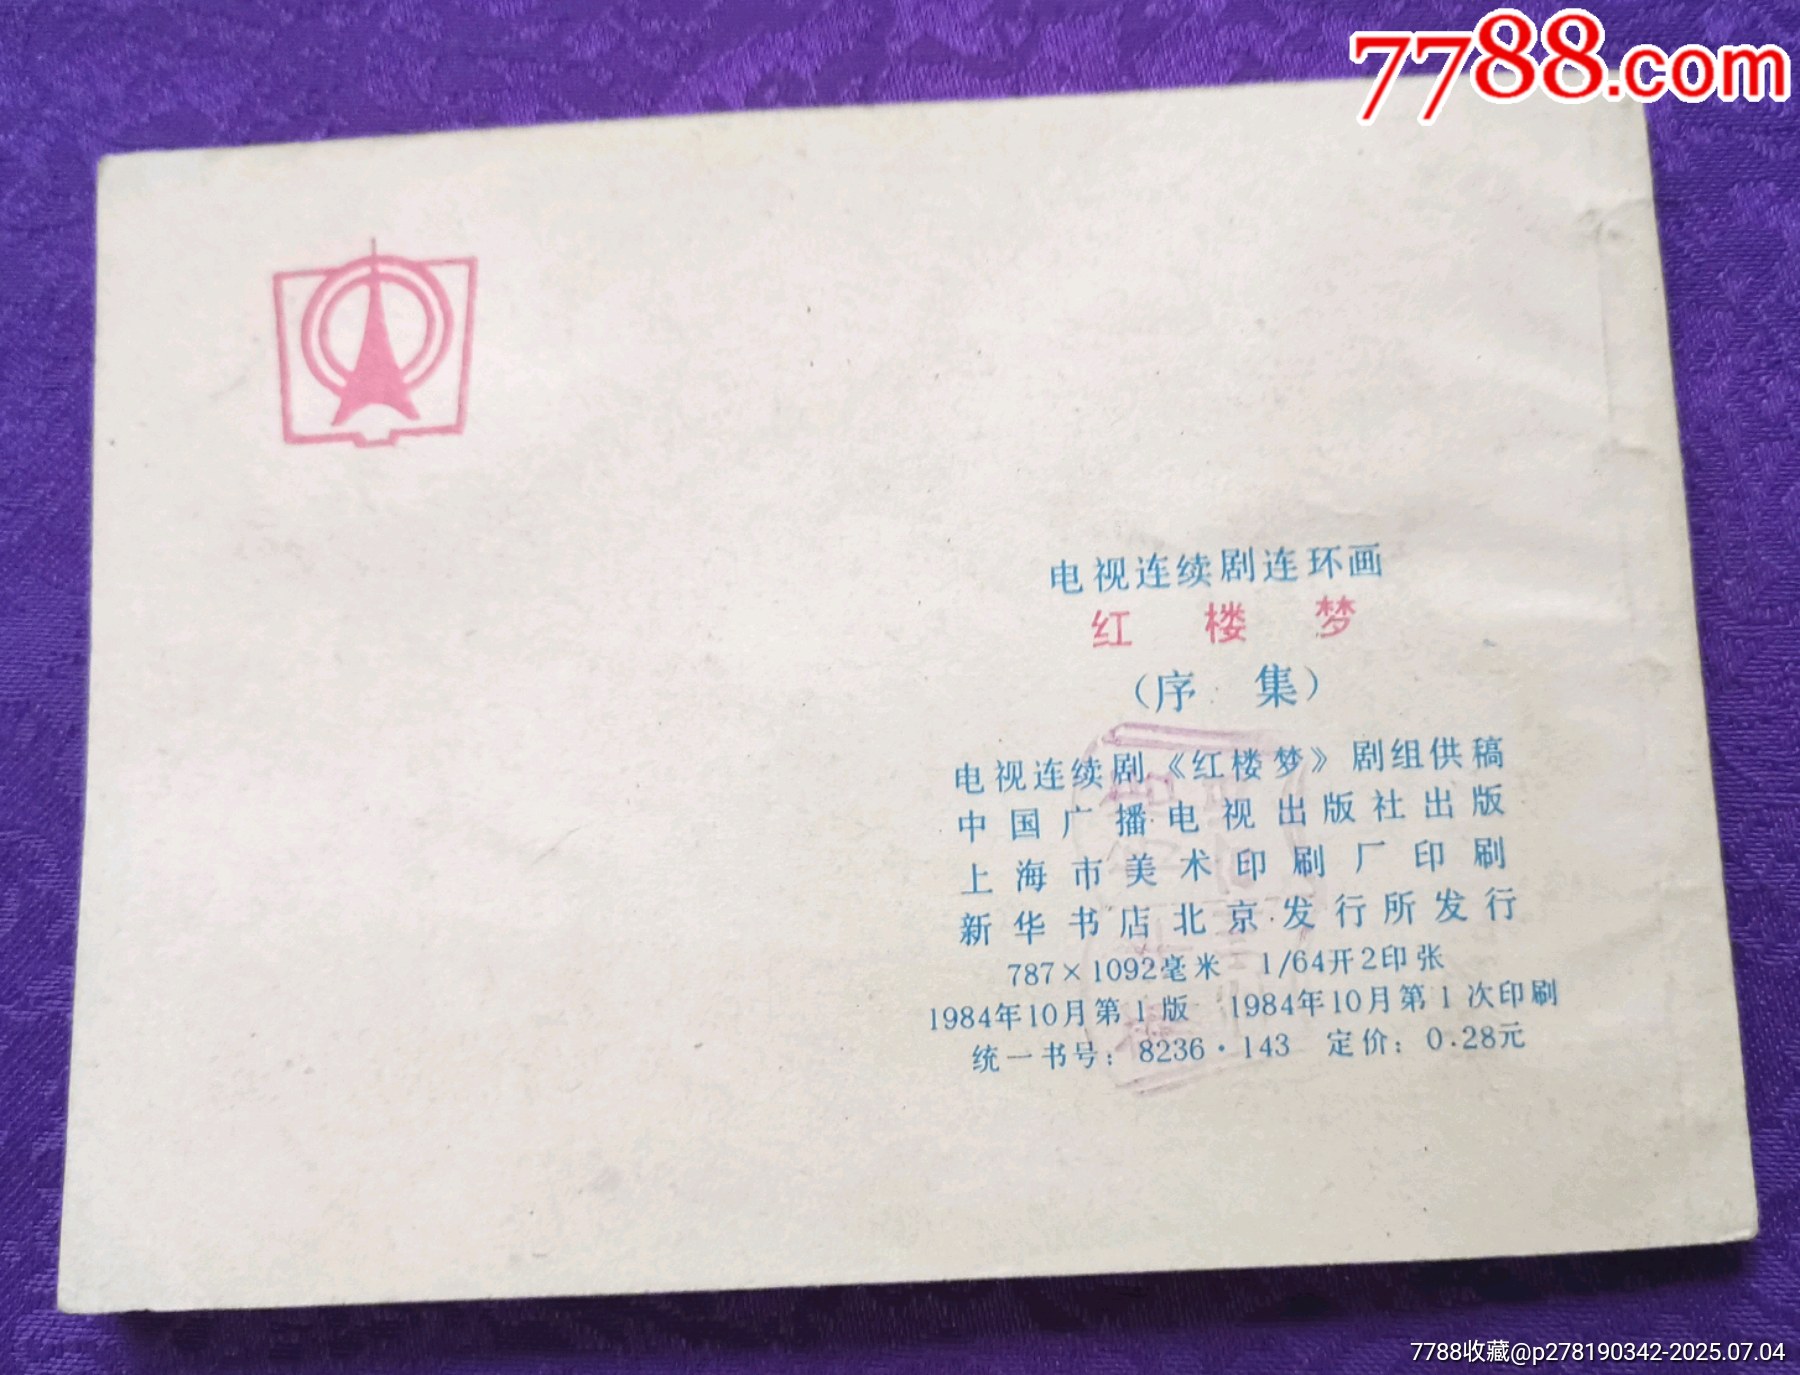 7788.com
电视连续剧连环画
红楼梦
（序集）
电视连续剧《红楼梦》剧组供稿
中国广播电视出版社出版
上海市美术印刷厂印刷
新华书店北京发行所发行
787×1092毫米 1/64开2印张
1984年10月第1版 1984年10月第1次印刷
统一书号：8236·143 定价：0.28元
7788收藏@p278190342-2025.07.04